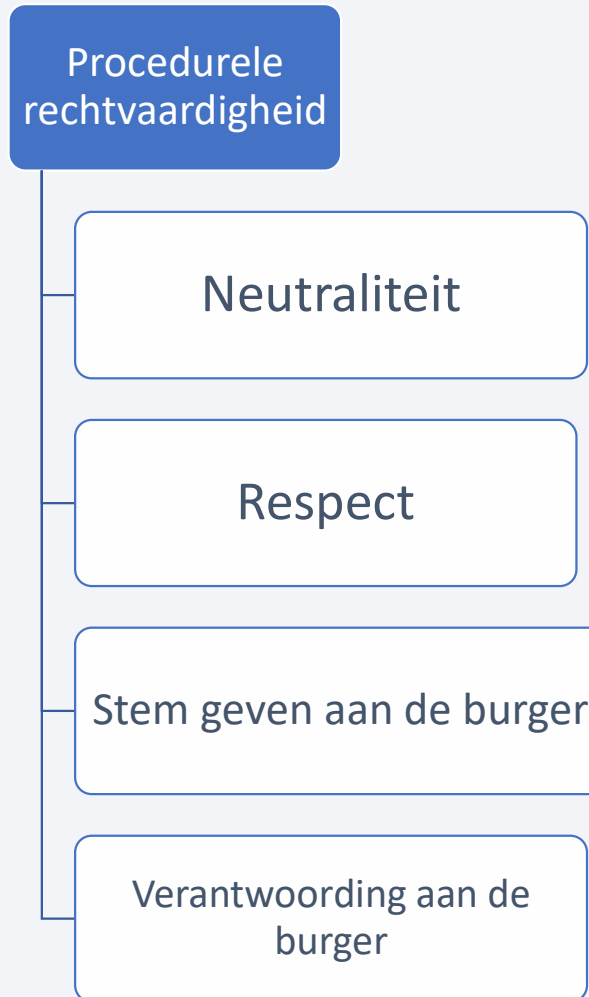 Procedurele
rechtvaardigheid
Neutraliteit
Respect
Stem geven aan de burger
Verantwoording aan de
burger